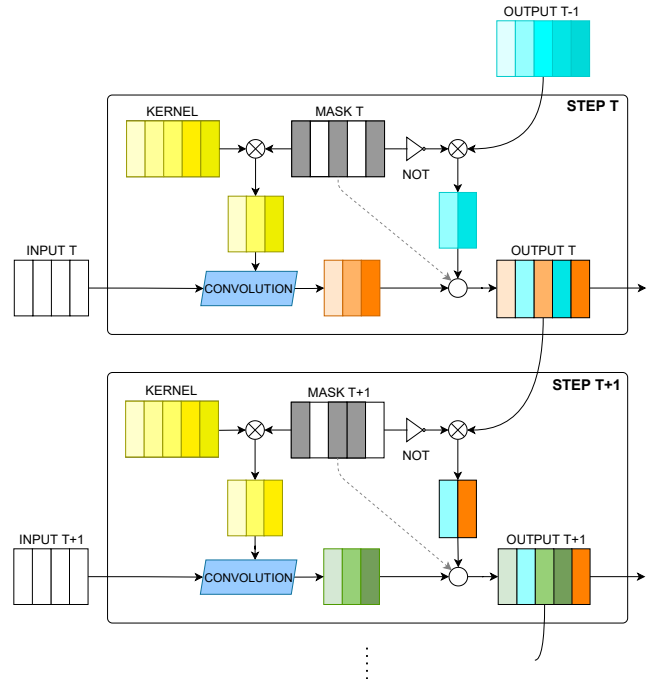 OUTPUT T-1
STEP T
KERNEL
MASK T
NOT
INPUT T
CONVOLUTION
OUTPUT T
STEP T+1
KERNEL
MASK T+1
NOT
INPUT T+1
CONVOLUTION
OUTPUT T+1